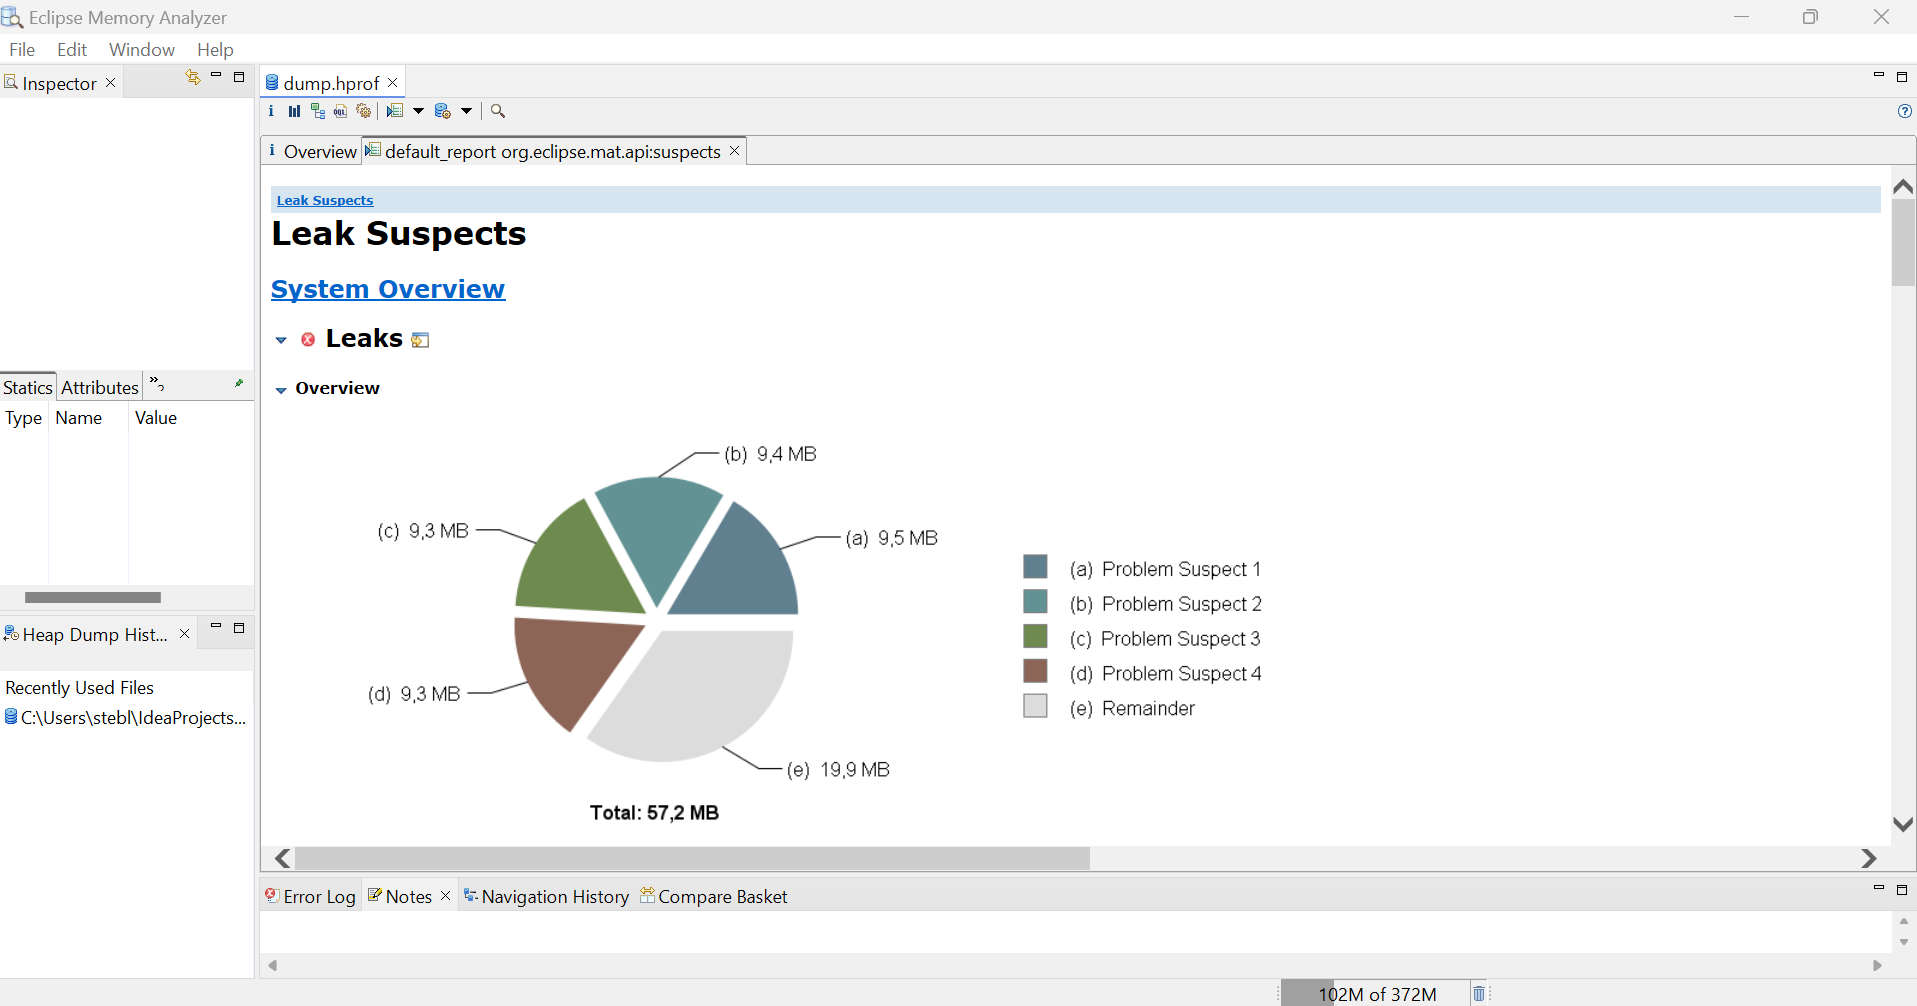 Eclipse Memory Analyzer
File Edit Window Help
Inspector
dump.hprof
OQL
Overview
default_report org.eclipse.mat.api:suspects
Leak Suspects
Leak Suspects
System Overview
Leaks
Overview
Statics Attributes »2
Type Name Value
(b) 9,4 MB
(c) 9,3 MB
(a) 9,5 MB
(d) 9,3 MB
(e) 19,9 MB
Total: 57,2 MB
(a) Problem Suspect 1
(b) Problem Suspect 2
(c) Problem Suspect 3
(d) Problem Suspect 4
(e) Remainder
Heap Dump Hist...
Recently Used Files
C:\Users\stebl\IdeaProjects...
Error Log Notes Navigation History Compare Basket
102M of 372M